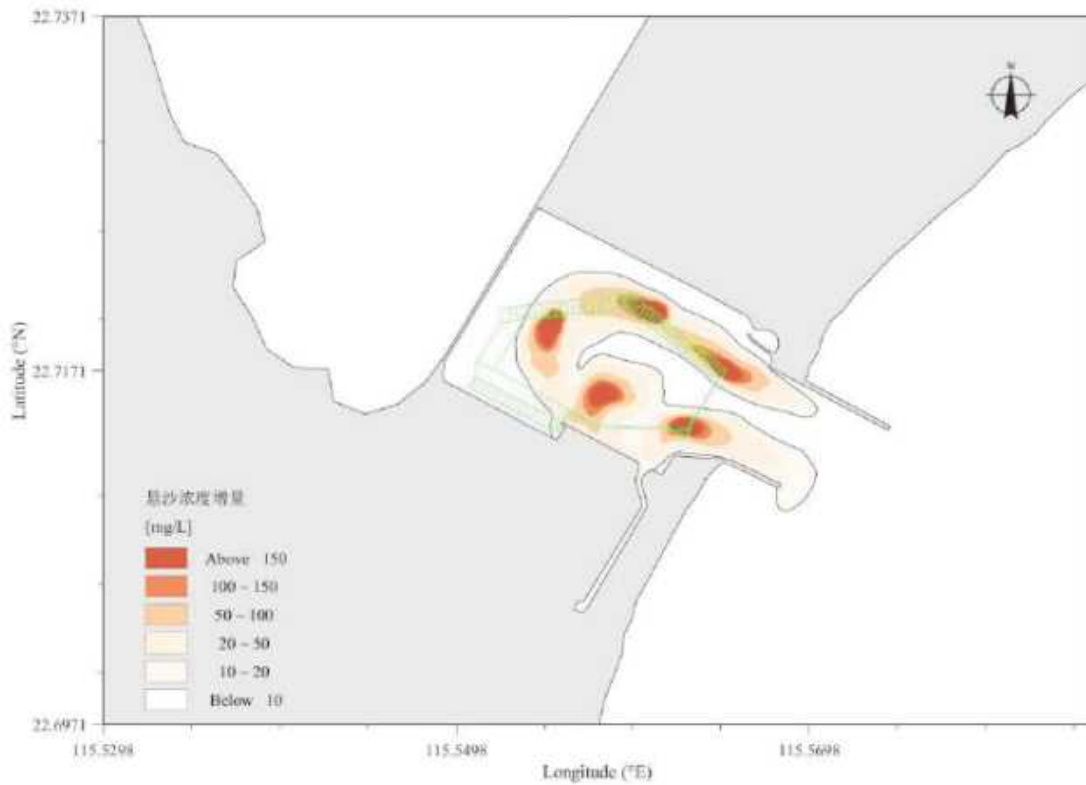 22.7371
N
22.7171
Latitude (°N)
悬沙浓度增量
[mg/L]
Above 150
100 - 150
50 - 100
20 - 50
10 - 20
Below 10
22.6971
115.5298
115.5498
115.5698
Longitude (°E)